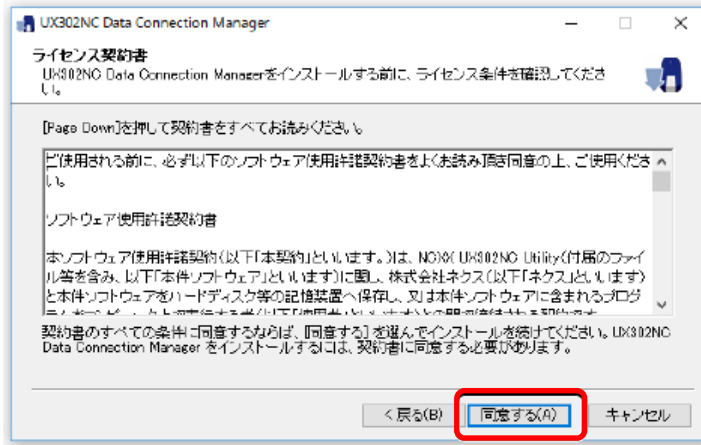 UX302NC Data Connection Manager
ライセンス契約書
UX302NC Data Connection Managerをインストールする前に、ライセンス条件を確認してくださ
い。
[Page Down]を押して契約書をすべてお読みください。
ご使用される前に、必ず以下のソフトウェア使用許諾契約書をよくお読み頂き同意の上、ご使用くださ
い。
ソフトウェア使用許諾契約書
本ソフトウェア使用許諾契約(以下「本契約」といいます。)は、NCXX UX302NC Utility(付属のファイ
ル等を含み、以下「本件ソフトウェア」といいます)に関し、株式会社ネクス(以下「ネクス」といいます)
と本件ソフトウェアをハードディスク等の記憶装置へ保存し、又は本件ソフトウェアに含まれるプログ
契約書のすべての条件に同意するならば、[同意する] を選んでインストールを続けてください。UX302NC
Data Connection Manager をインストールするには、契約書に同意する必要があります。
< 戻る(B)
同意する(A)
キャンセル